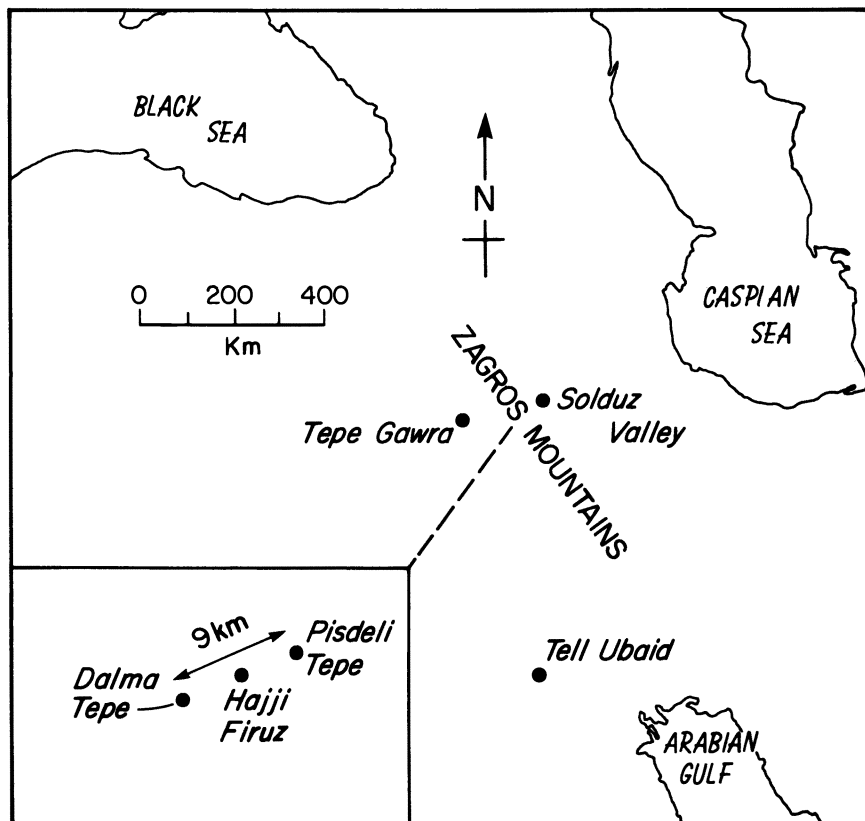 BLACK
SEA
N
0 200 400
Km
CASPIAN
SEA
ZAGROS MOUNTAINS
Solduz
Valley
Tepe Gawra
9km
Pisdeli
Tepe
Dalma
Tepe
Hajji
Firuz
Tell Ubaid
ARABIAN
GULF